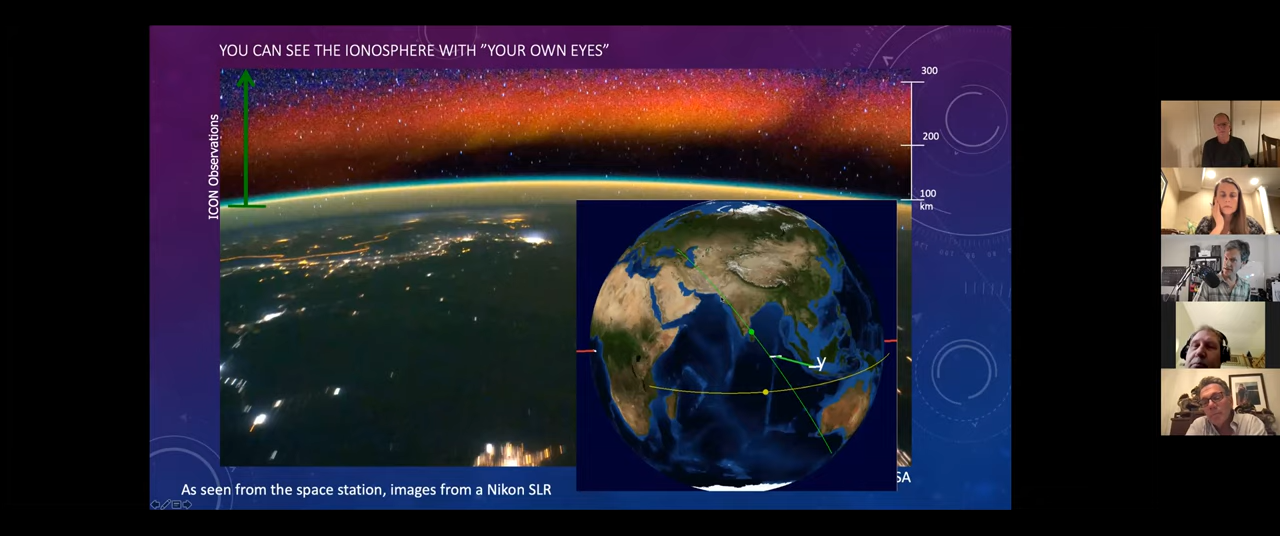 YOU CAN SEE THE IONOSPHERE WITH ”YOUR OWN EYES”
300
200
100
km
ICON Observations
y
SA
As seen from the space station, images from a Nikon SLR